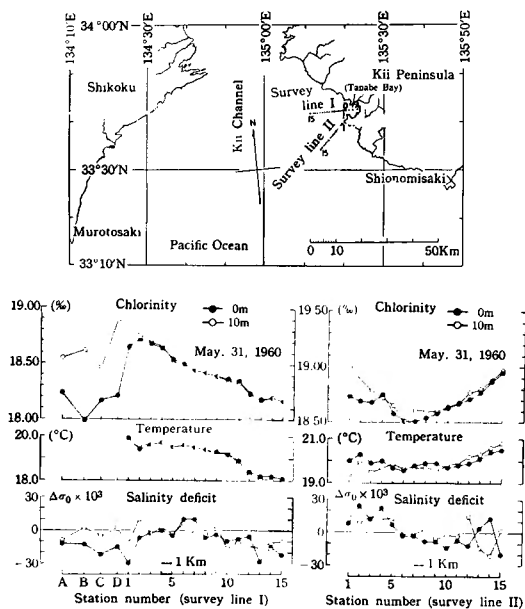 134°10'E
134°30'
135°00'
135°50'
34°00'N
Shikoku
Kii Peninsula
(Tanabe Bay)
Survey line I
15
1
Survey line II
15
Kii Channel
N
33°30'N
Shionomisaki
Murotosaki
Pacific Ocean
0 10 50Km
33°10'N
19.00 (‰) Chlorinity
0m
10m
May. 31, 1960
18.50
18.00
20.0 (°C) Temperature
18.0
30 Δσ₀ × 10³ Salinity deficit
0
-30
1 Km
A B C D 1 5 10 15
Station number (survey line I)
19.50 (‰) Chlorinity
0m
10m
19.00
May. 31, 1960
18.50
(°C) Temperature
21.0
20.0
19.0
30 Δσ₀ × 10³ Salinity deficit
0
-30
1 Km
1 5 10 15
Station number (survey line II)